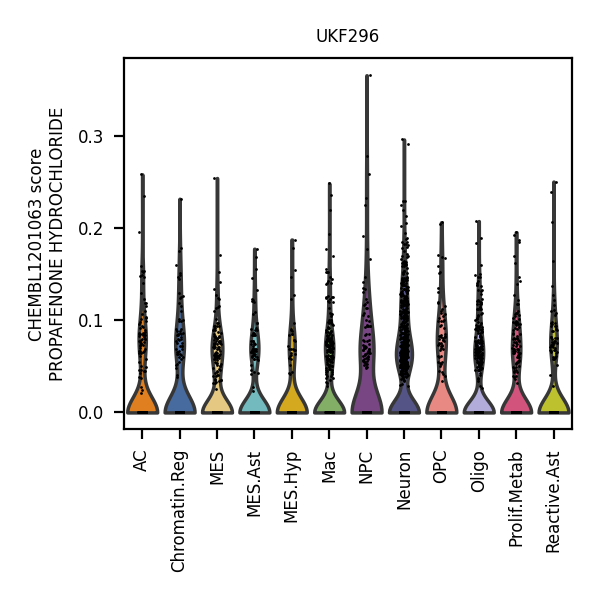 UKF296
CHEMBL1201063 score
PROPAFENONE HYDROCHLORIDE
0.3
0.2
0.1
0.0
AC
Chromatin.Reg
MES
MES.Ast
MES.Hyp
Mac
NPC
Neuron
OPC
Oligo
Prolif.Metab
Reactive.Ast